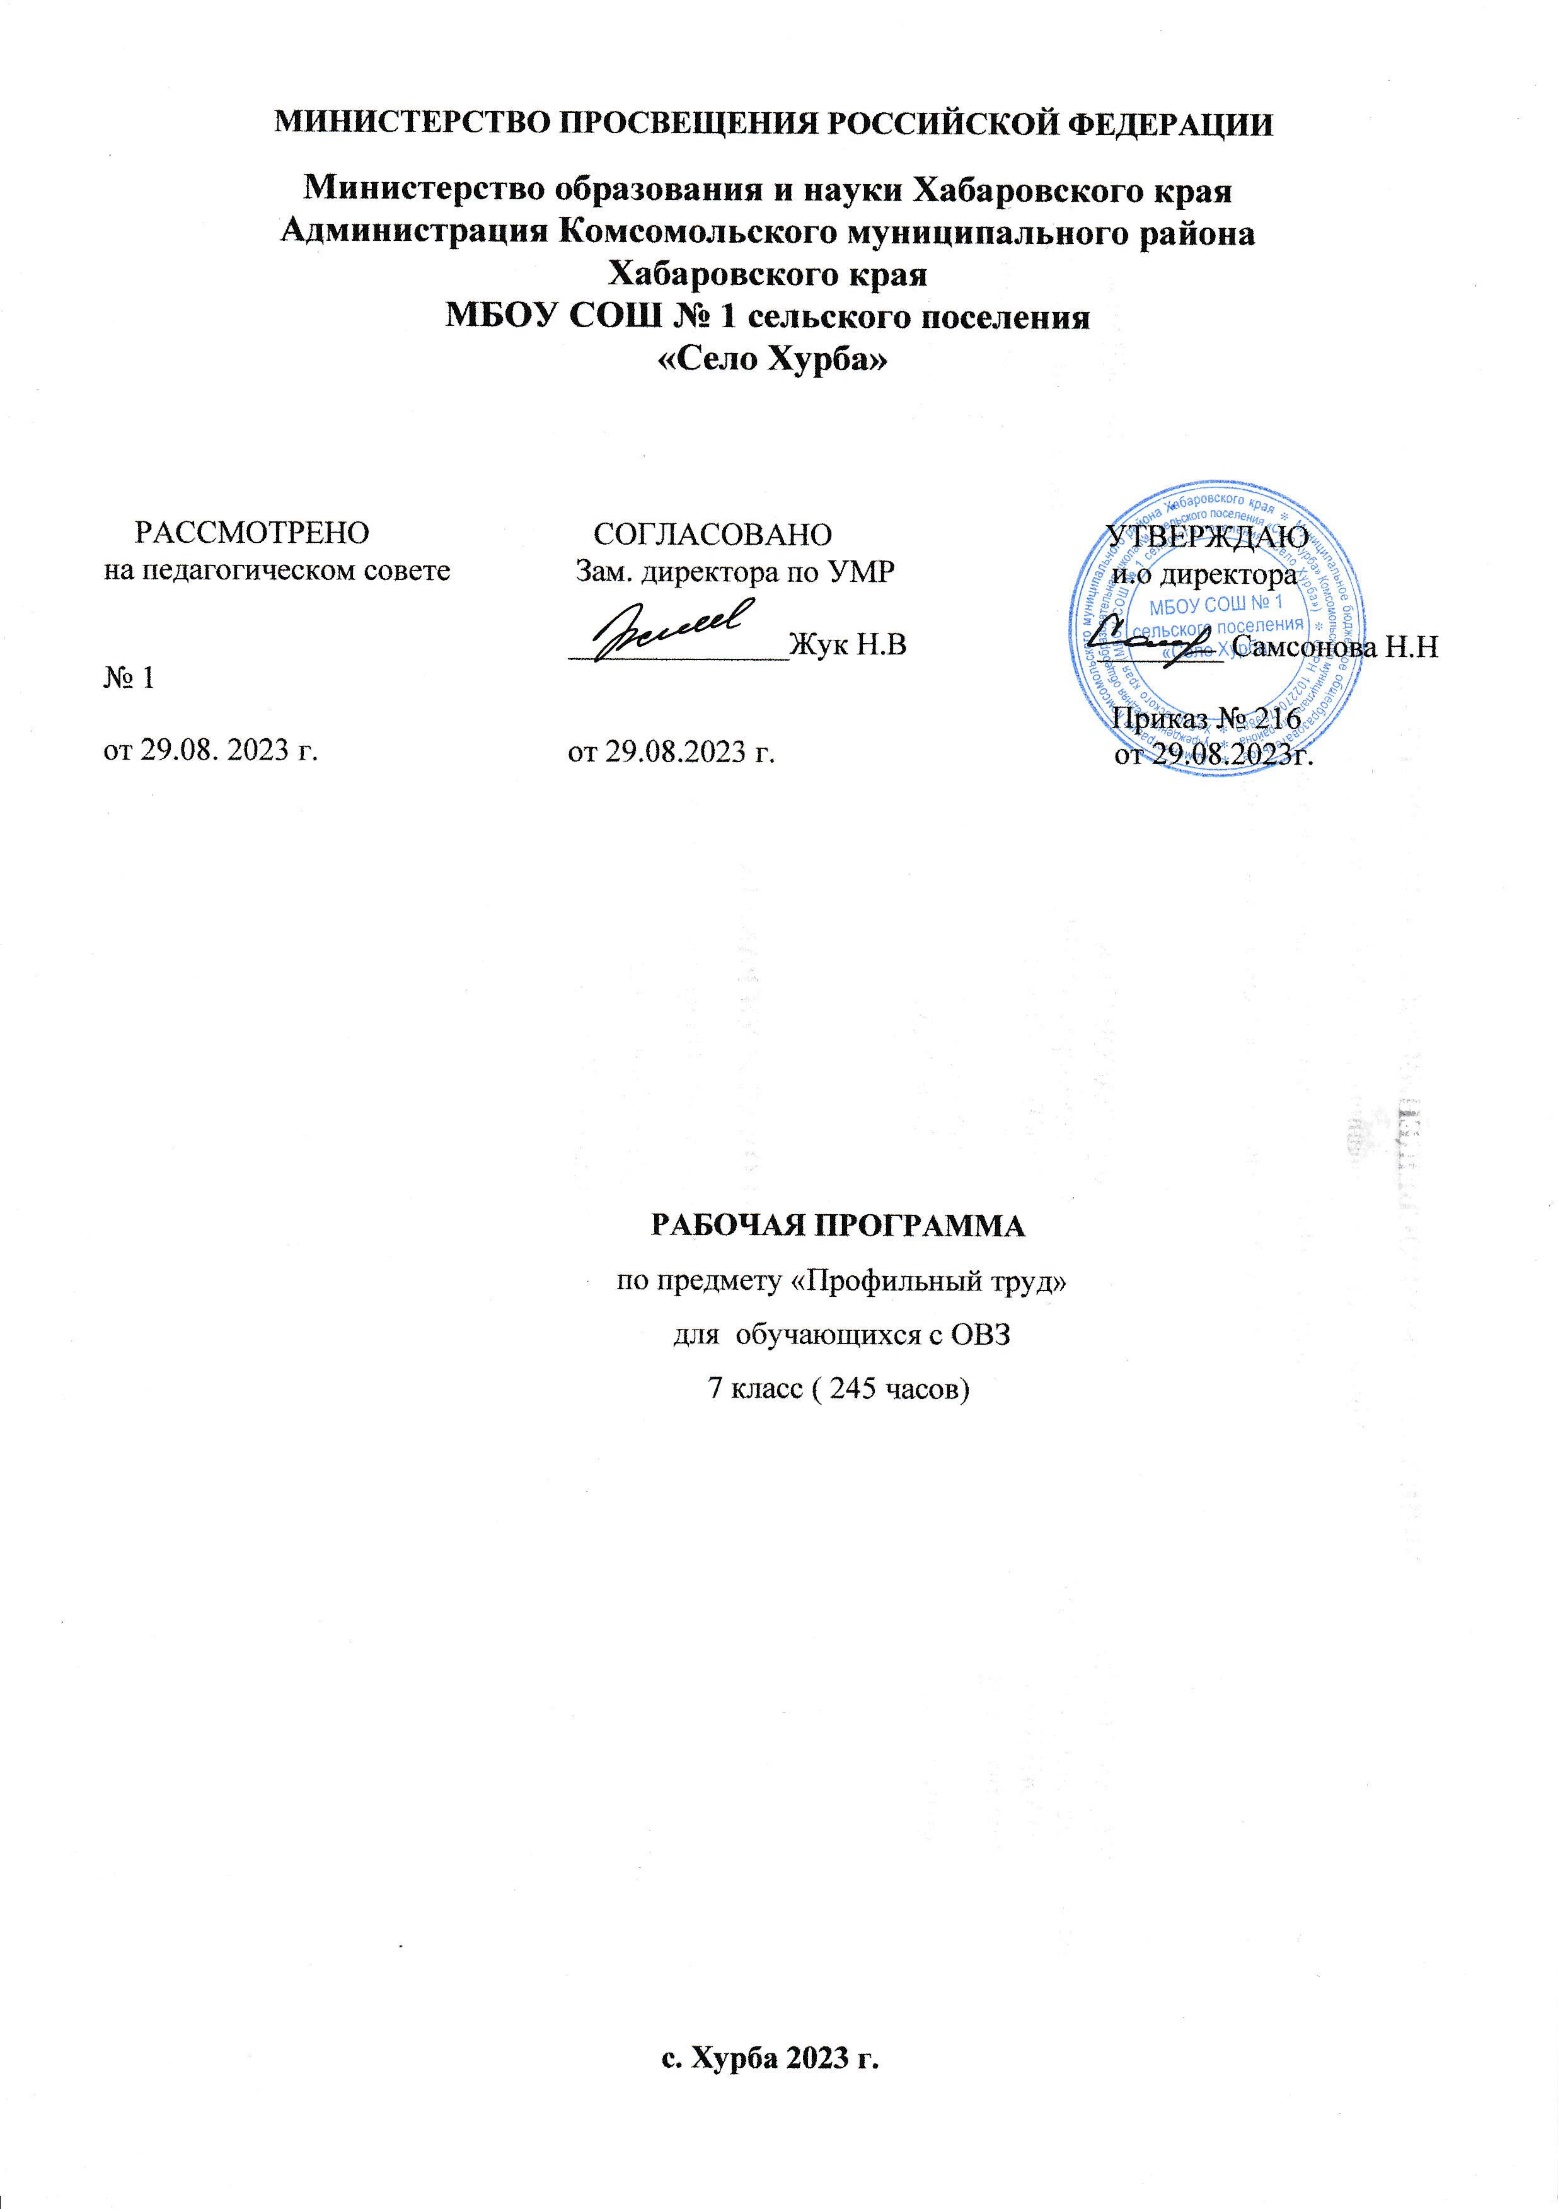 МИНИСТЕРСТВО ПРОСВЕЩЕНИЯ РОССИЙСКОЙ ФЕДЕРАЦИИ
Министерство образования и науки Хабаровского края
Администрация Комсомольского муниципального района
Хабаровского края
МБОУ СОШ № 1 сельского поселения
«Село Хурба»
РАССМОТРЕНО
на педагогическом совете
№ 1
от 29.08. 2023 г.
СОГЛАСОВАНО
Зам. директора по УМР
Жук Н.В
от 29.08.2023 г.
УТВЕРЖДАЮ
и.о директора
Самсонова Н.Н
Приказ № 216
от 29.08.2023г.
МБОУ СОШ № 1
сельского поселения
«Село Хурба»
РАБОЧАЯ ПРОГРАММА
по предмету «Профильный труд»
для обучающихся с ОВЗ
7 класс ( 245 часов)
с. Хурба 2023 г.